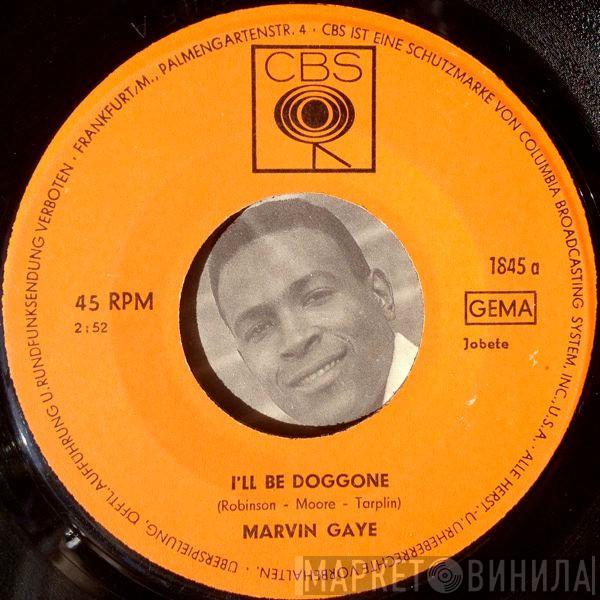 CBS
ÜBERSPIELUNG, ÖFFTL. AUFFÜHRUNG U. RUNDFUNKSENDUNG VERBOTEN · FRANKFURT/M., PALMENGARTENSTR. 4 · CBS IST EINE SCHUTZMARKE VON COLUMBIA BROADCASTING SYSTEM, INC., U.S.A. · ALLE HERST.-U. URHEBERRECHTE VORBEHALTEN.
45 RPM
2:52
1845 a
GEMA
Jobete
I'LL BE DOGGONE
(Robinson - Moore - Tarplin)
MARVIN GAYE
МАРКЕТ ВИНИЛА